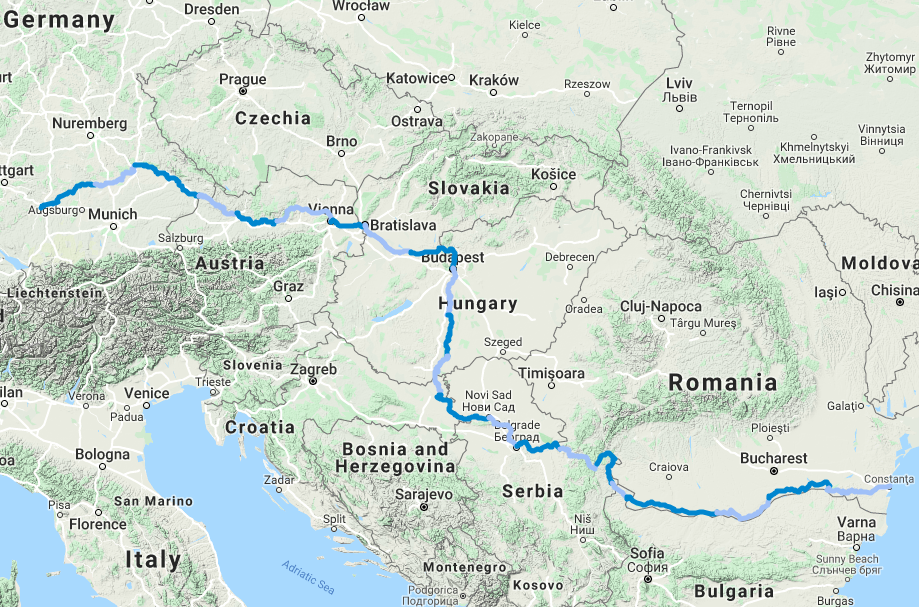 Germany
Dresden
Wrocław
Kielce
Rivne
Рівне
Zhytomyr
Житомир
Prague
Katowice
Kraków
Rzeszow
Lviv
Львів
Nuremberg
Czechia
Ostrava
Ternopil
Тернопіль
Brno
Zakopane
Ivano-Frankivsk
Івано-Франківськ
Khmelnytskyi
Хмельницький
Vinnytsia
Вінниця
ttgart
Slovakia
Košice
Chernivtsi
Чернівці
Augsburg
Munich
Vienna
Bratislava
Salzburg
Austria
Budapest
Debrecen
Moldova
Liechtenstein
Graz
Hungary
Oradea
Cluj-Napoca
Târgu Mureș
Iași
Chisina
Szeged
Slovenia
Zagreb
Timișoara
Romania
ilan
Verona
Venice
Trieste
Padua
Novi Sad
Нови Сад
Galați
Croatia
Belgrade
Београд
Ploiești
Bologna
Bosnia and
Herzegovina
Craiova
Bucharest
Constanța
Zadar
Sarajevo
Serbia
San Marino
Pisa
Florence
Split
Niš
Ниш
Varna
Варна
Italy
Adriatic Sea
Montenegro
Sofia
София
Sunny Beach
Слънчев бряг
Kosovo
Podgorica
Подгорица
Bulgaria
Burgas